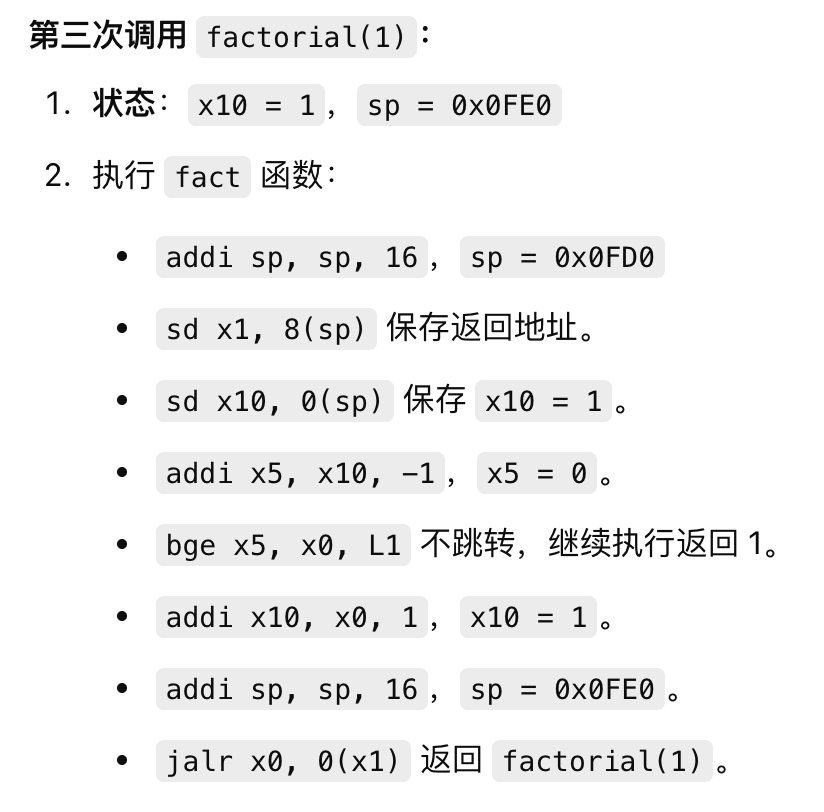 第三次调用 factorial(1)：
1. 状态： x10 = 1， sp = 0x0FE0
2. 执行 fact 函数：
• addi sp, sp, 16， sp = 0x0FD0
• sd x1, 8(sp) 保存返回地址。
• sd x10, 0(sp) 保存 x10 = 1。
• addi x5, x10, -1， x5 = 0。
• bge x5, x0, L1 不跳转，继续执行返回 1。
• addi x10, x0, 1， x10 = 1。
• addi sp, sp, 16， sp = 0x0FE0。
• jalr x0, 0(x1) 返回 factorial(1)。